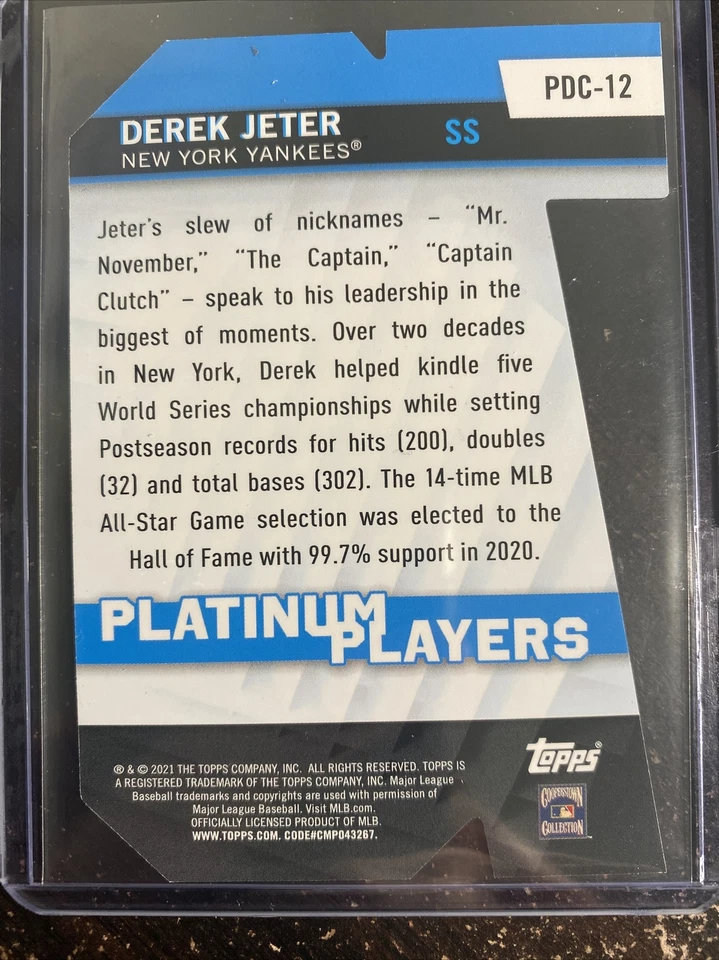 PDC-12
DEREK JETER SS
NEW YORK YANKEES®
Jeter's slew of nicknames – "Mr.
November," "The Captain," "Captain
Clutch" – speak to his leadership in the
biggest of moments. Over two decades
in New York, Derek helped kindle five
World Series championships while setting
Postseason records for hits (200), doubles
(32) and total bases (302). The 14-time MLB
All-Star Game selection was elected to the
Hall of Fame with 99.7% support in 2020.
PLATINUM
PLAYERS
® & © 2021 THE TOPPS COMPANY, INC. ALL RIGHTS RESERVED. TOPPS IS
A REGISTERED TRADEMARK OF THE TOPPS COMPANY, INC. Major League
Baseball trademarks and copyrights are used with permission of
Major League Baseball. Visit MLB.com.
OFFICIALLY LICENSED PRODUCT OF MLB.
WWW.TOPPS.COM. CODE#CMP043267.
Topps®
COOPERSTOWN
COLLECTION